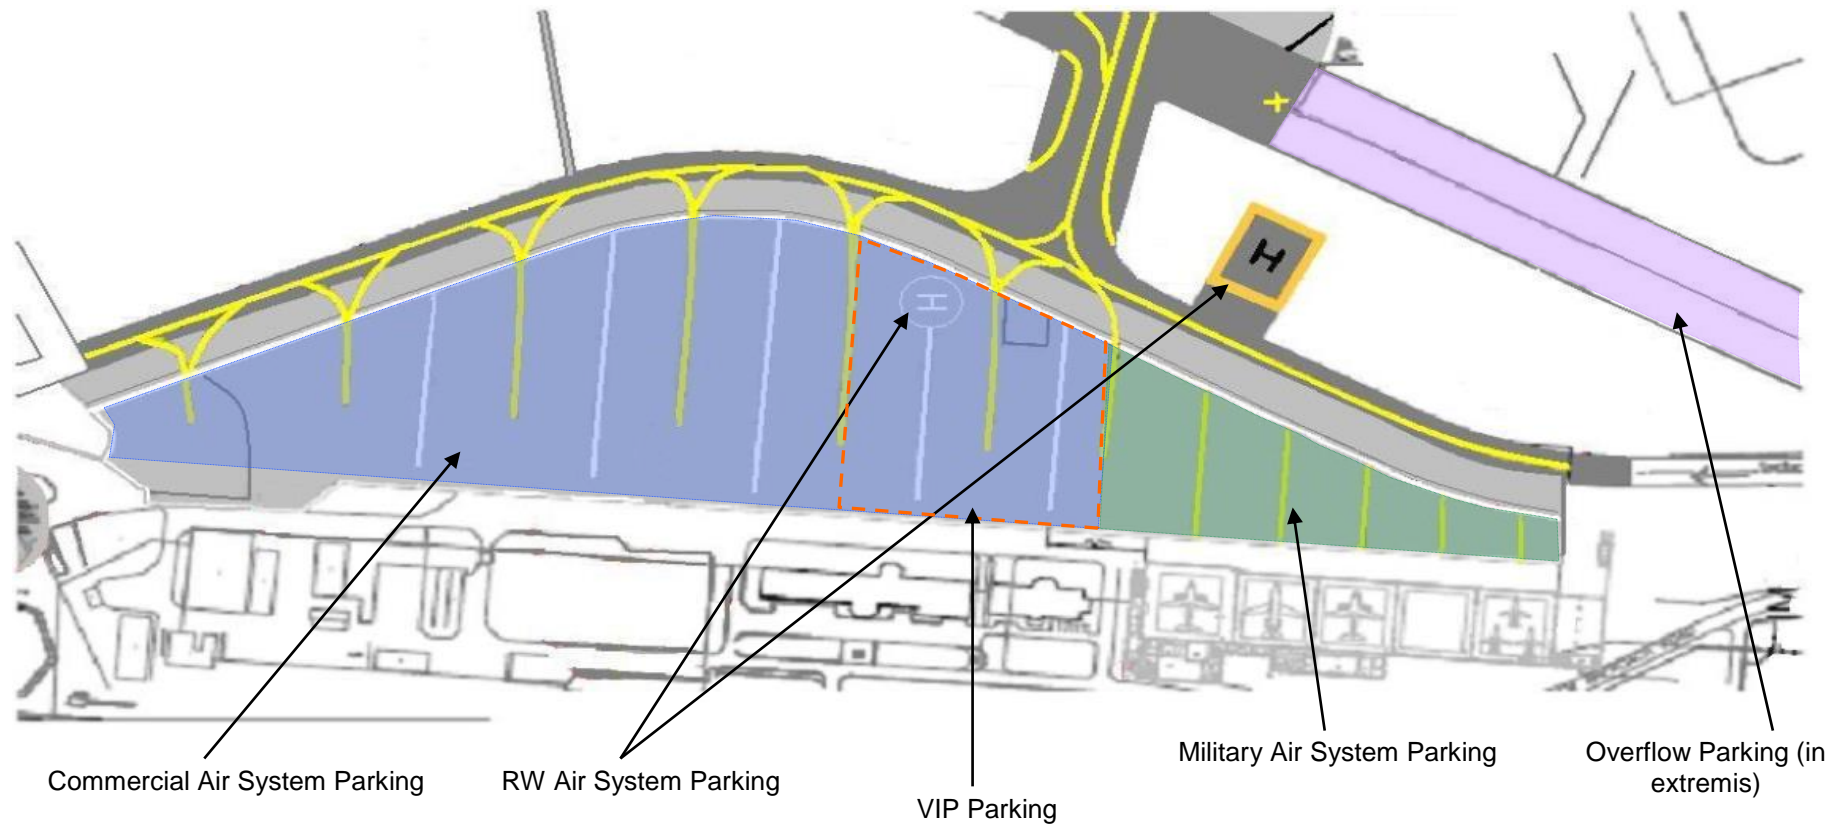 H
H
Commercial Air System Parking
RW Air System Parking
VIP Parking
Military Air System Parking
Overflow Parking (in
extremis)